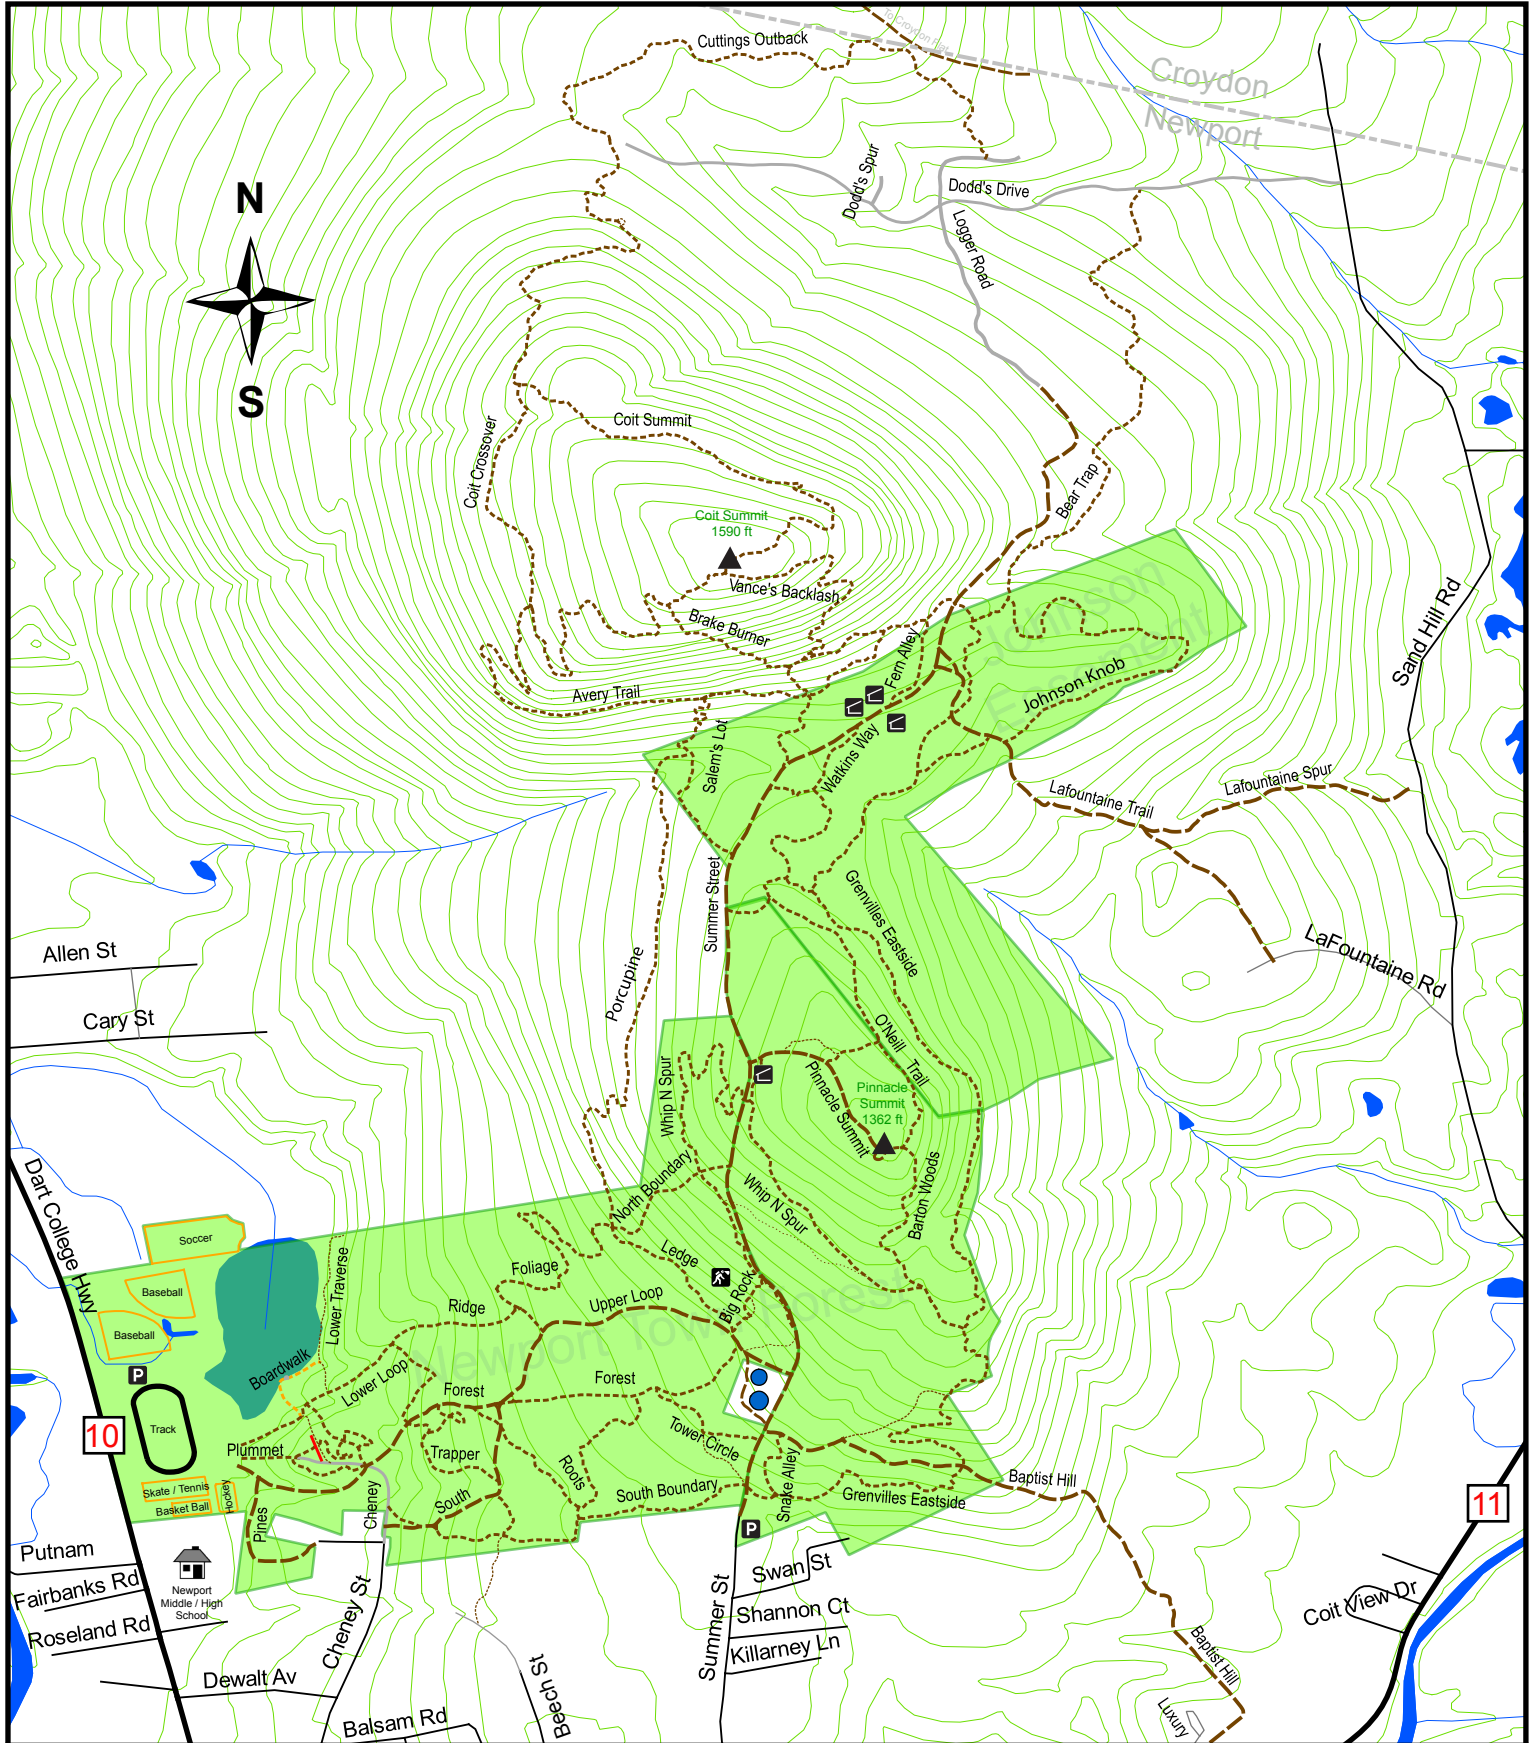 To Croydon Flat
Cuttings Outback
Croydon
Newport
N
S
Dodd's Spur
Dodd's Drive
Logger Road
Coit Summit
Coit Crossover
Bear Trap
Coit Summit
1590 ft
Vance's Backlash
Brake Burner
Fern Alley
Johnson
Sand Hill Rd
Avery Trail
Johnson Knob
Salem's Lot
Watkins Way
Lafountaine Trail
Lafountaine Spur
Summer Street
Grenvilles Eastside
LaFountaine Rd
Allen St
Cary St
Porcupine
O'Neill Trail
Whip N Spur
Pinnacle Summit
Pinnacle
Summit
1362 ft
North Boundary
Whip N Spur
Barton Woods
Dart College Hwy
Soccer
Baseball
Baseball
Lower Traverse
Foliage
Ledge
Big Rock
Ridge
Upper Loop
Newport Town Forest
P
Boardwalk
Lower Loop
Forest
Forest
10
Track
Plummet
Trapper
Tower Circle
Roots
Skate / Tennis
Basket Ball
Hockey
Pines
Cheney
South
South Boundary
Snake Alley
Grenvilles Eastside
Baptist Hill
11
P
Putnam
Fairbanks Rd
Roseland Rd
Newport
Middle / High
School
Cheney St
Dewalt Av
Balsam Rd
Beech St
Summer St
Swan St
Shannon Ct
Killarney Ln
Baptist Hill
Luxury
Coit View Dr